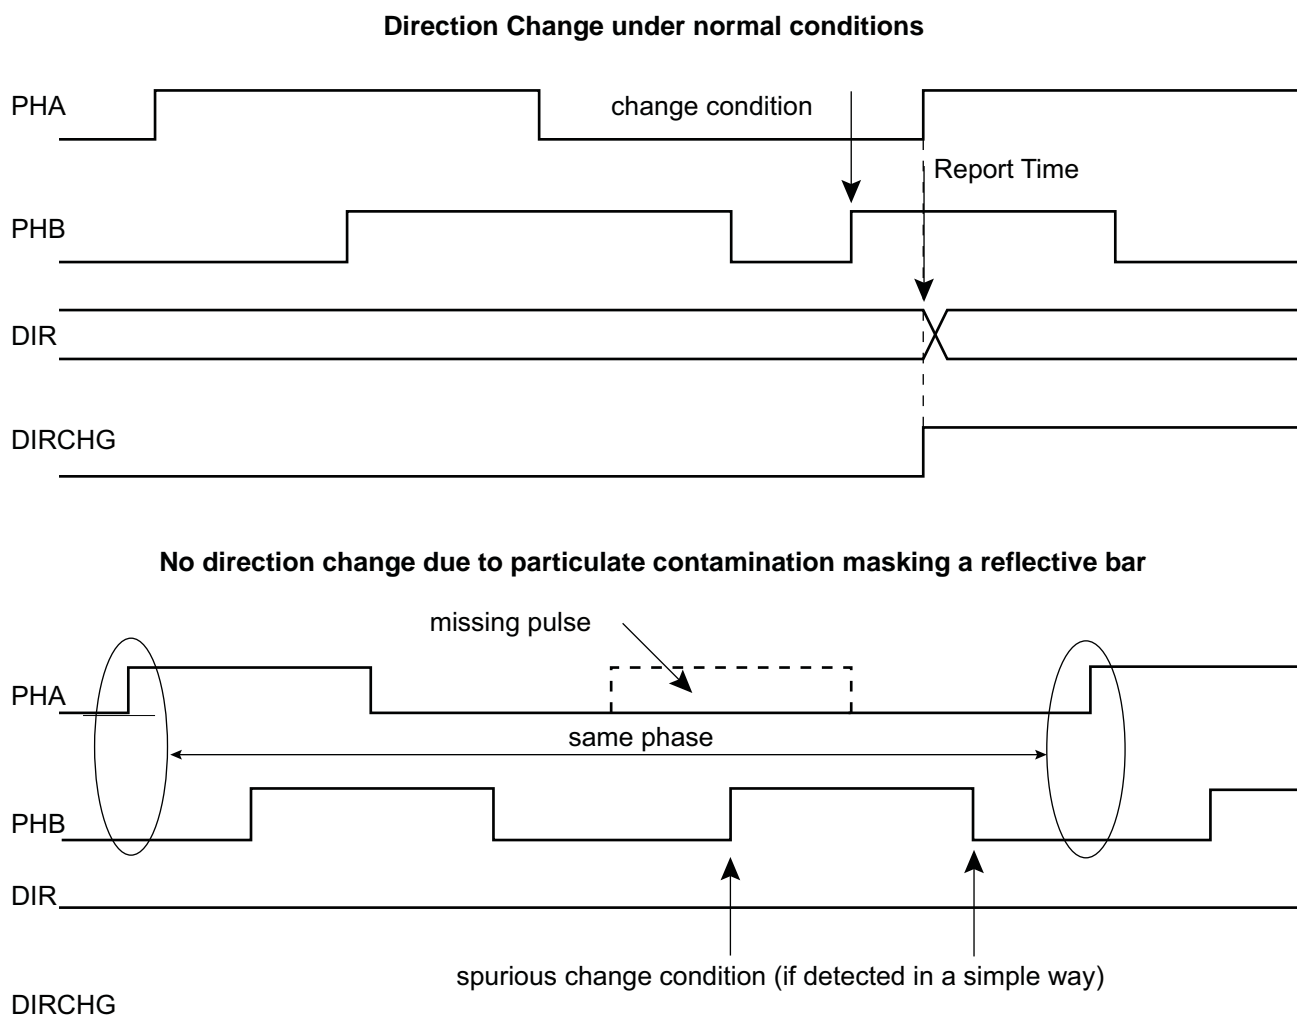 Direction Change under normal conditions
PHA
change condition
Report Time
PHB
DIR
DIRCHG
No direction change due to particulate contamination masking a reflective bar
missing pulse
PHA
same phase
PHB
DIR
spurious change condition (if detected in a simple way)
DIRCHG